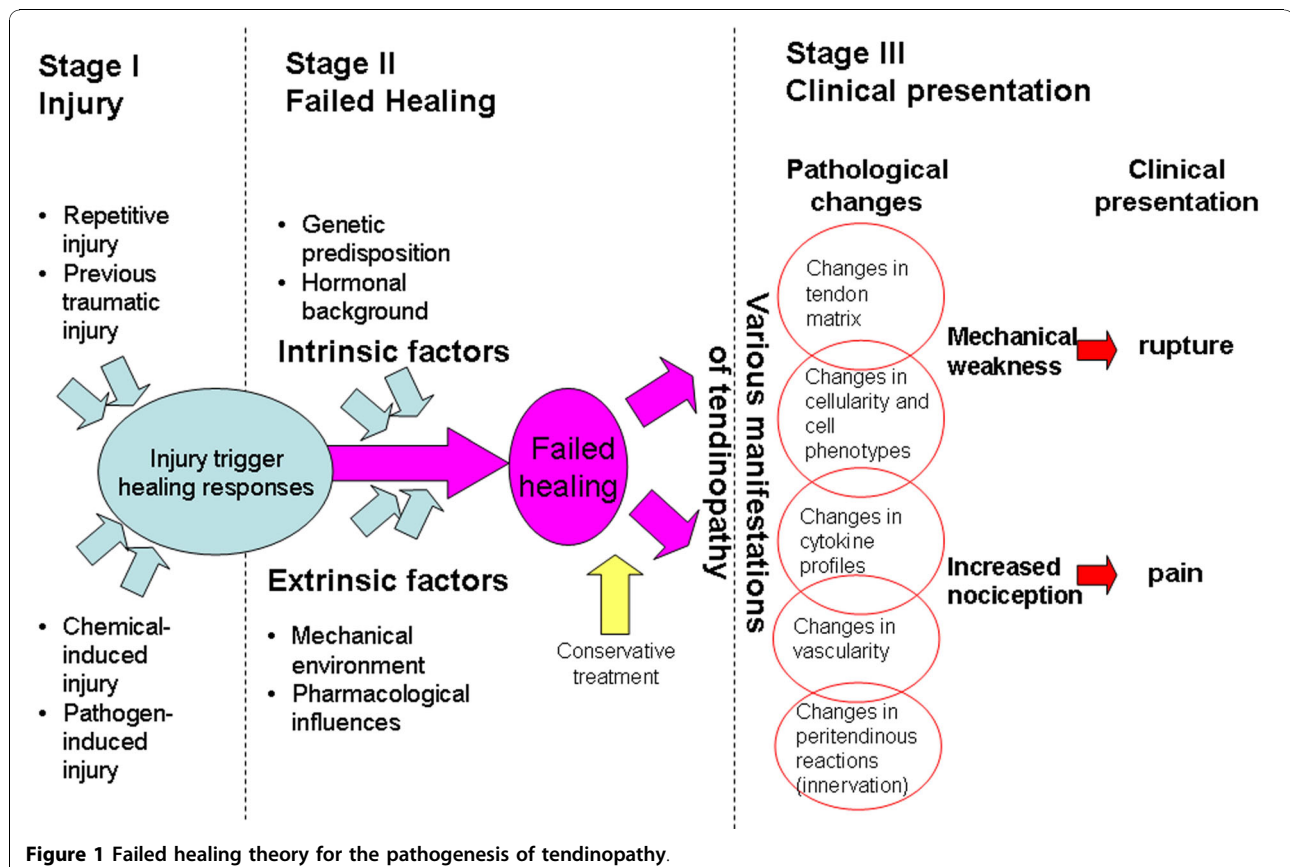 Stage I
Injury
• Repetitive
injury
• Previous
traumatic
injury
Injury trigger
healing responses
• Chemical-
induced
injury
• Pathogen-
induced
injury
Stage II
Failed Healing
• Genetic
predisposition
• Hormonal
background
Intrinsic factors
Failed
healing
Extrinsic factors
• Mechanical
environment
• Pharmacological
influences
Conservative
treatment
Various manifestations
of tendinopathy
Stage III
Clinical presentation
Pathological
changes
Changes in
tendon
matrix
Changes in
cellularity and
cell
phenotypes
Changes in
cytokine
profiles
Changes in
vascularity
Changes in
peritendinous
reactions
(innervation)
Mechanical
weakness
Increased
nociception
Clinical
presentation
rupture
pain
Figure 1 Failed healing theory for the pathogenesis of tendinopathy.